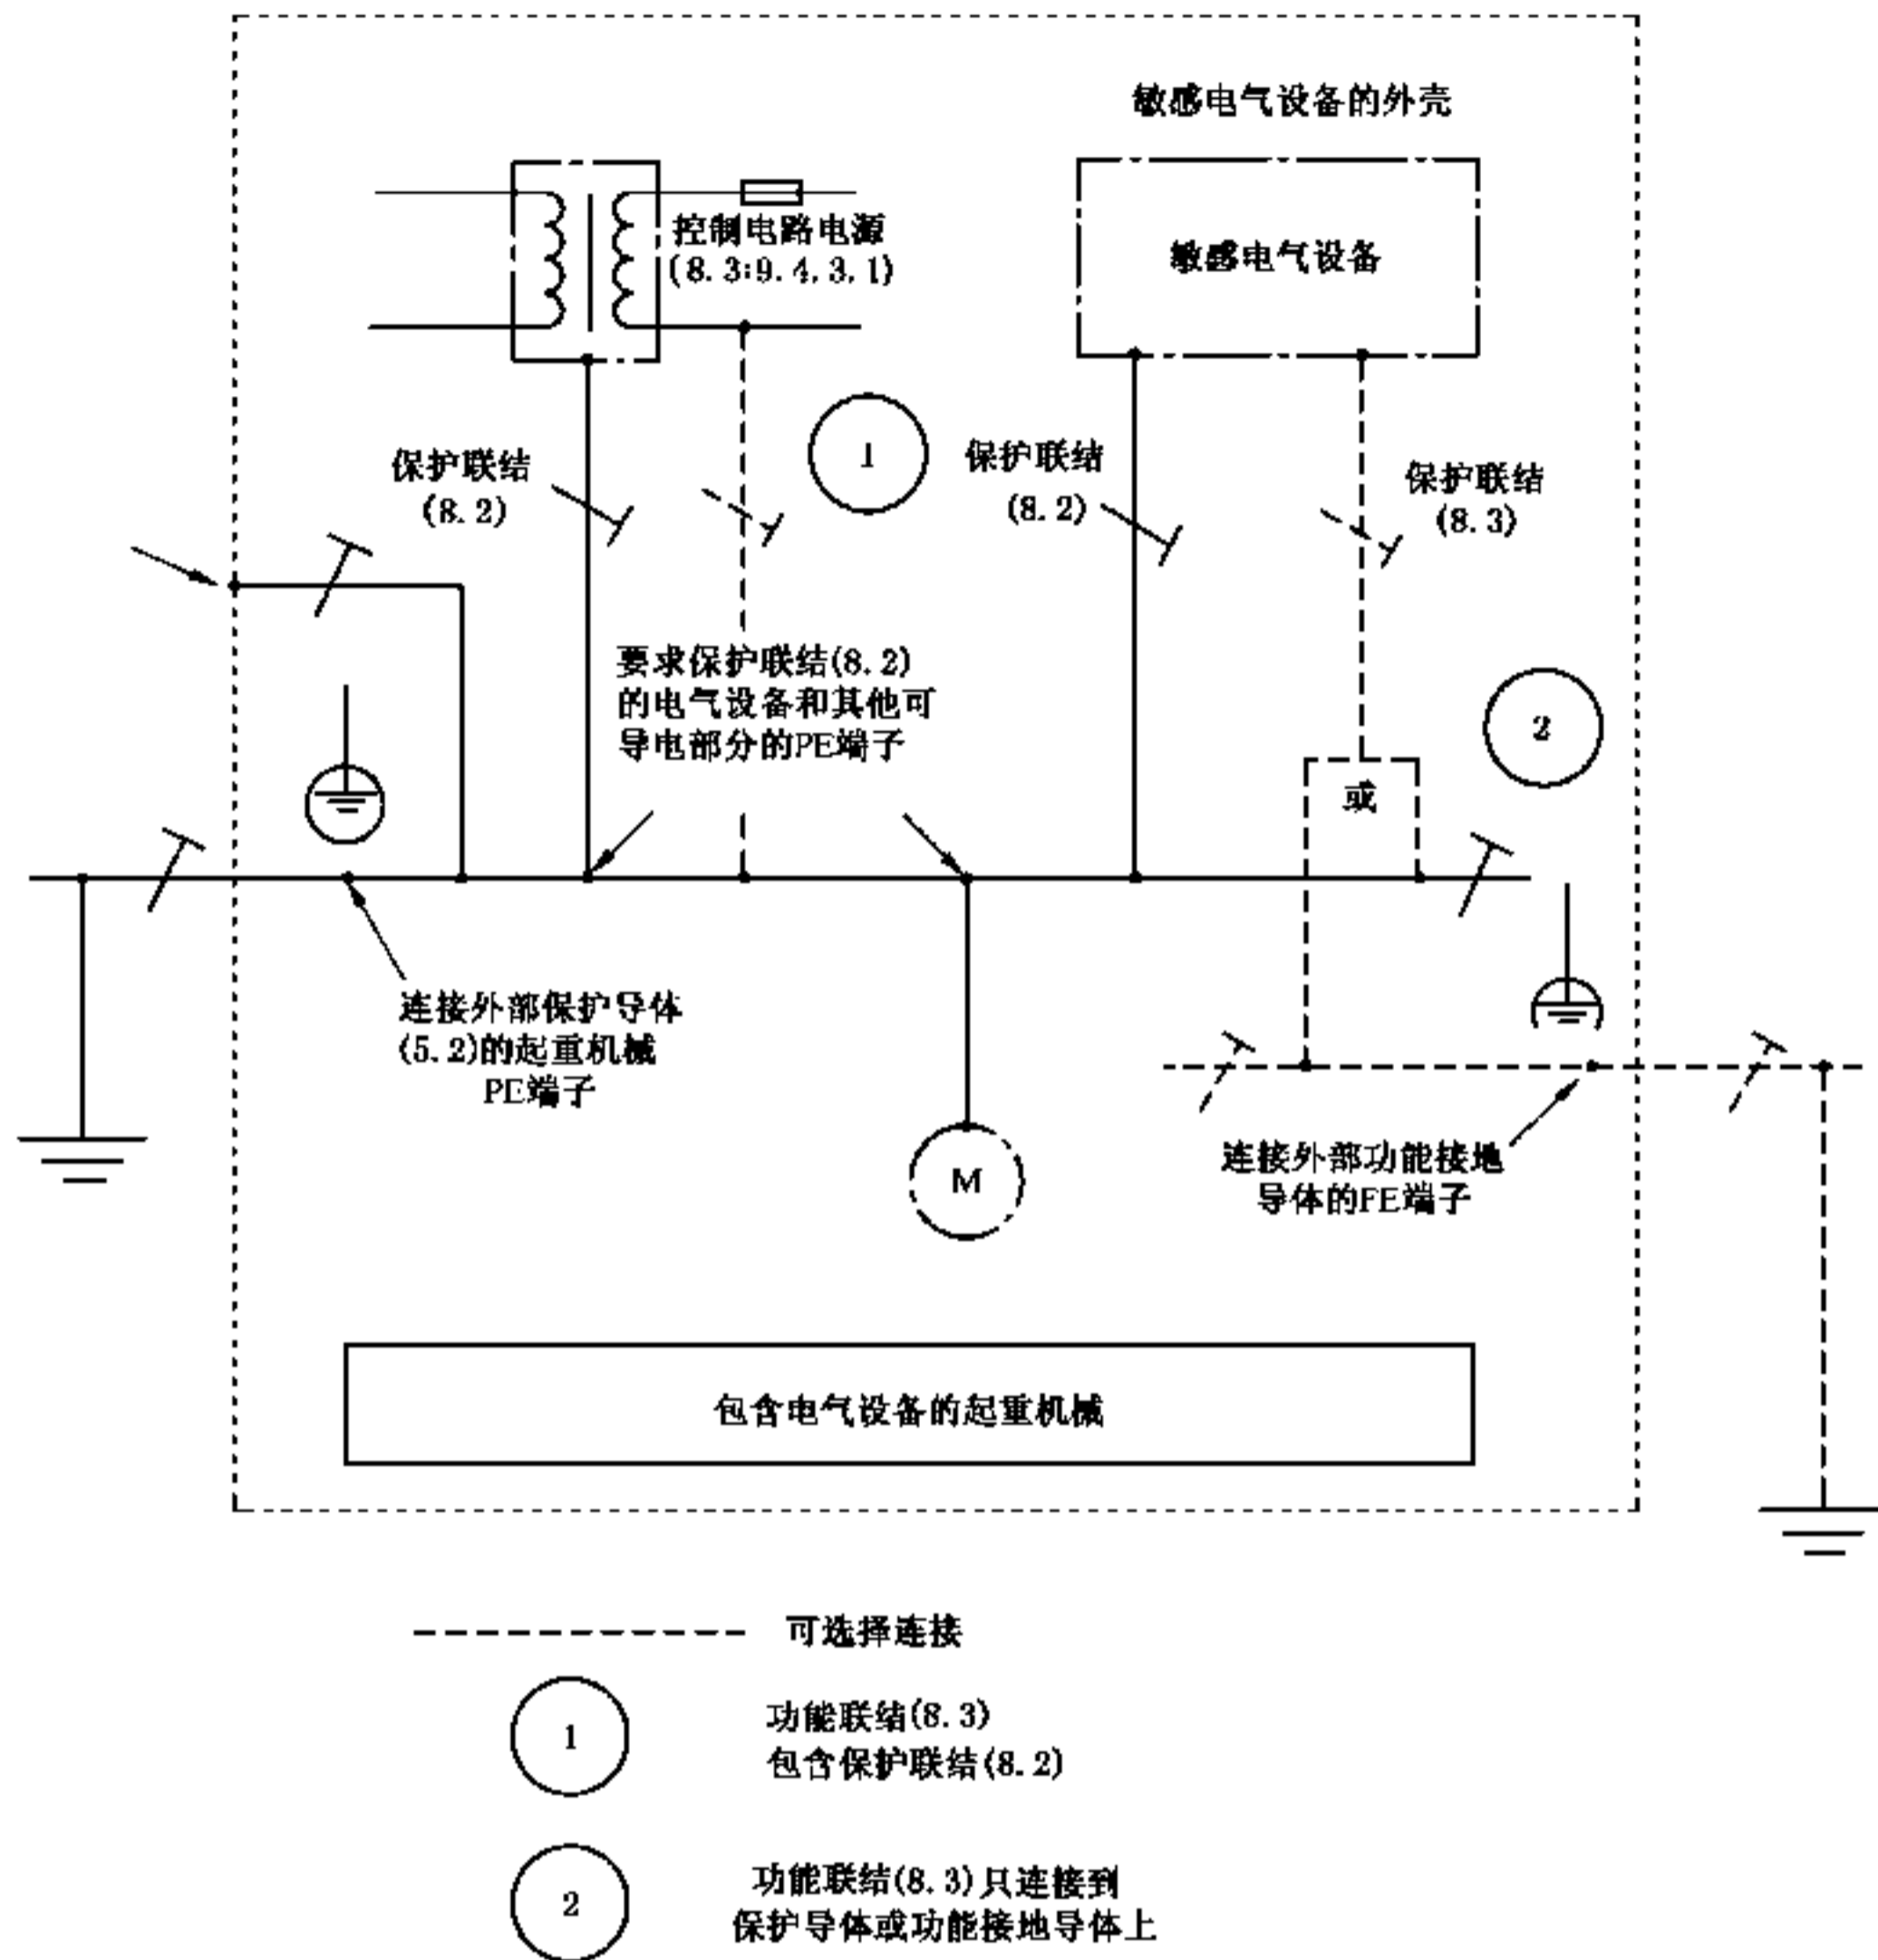 敏感电气设备的外壳
控制电路电源
(8.3:9.4.3.1)
敏感电气设备
1
保护联结
(8.2)
保护联结
(8.2)
保护联结
(8.3)
要求保护联结(8.2)
的电气设备和其他可
导电部分的PE端子
2
或
连接外部保护导体
(5.2)的起重机械
PE端子
M
连接外部功能接地
导体的FE端子
包含电气设备的起重机械
可选择连接
1
功能联结(8.3)
包含保护联结(8.2)
2
功能联结(8.3)只连接到
保护导体或功能接地导体上